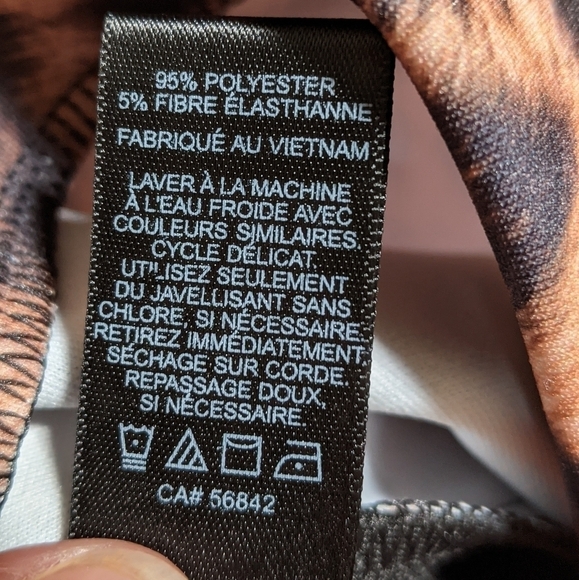 95% POLYESTER
5% FIBRE ÉLASTHANNE
FABRIQUÉ AU VIETNAM
LAVER À LA MACHINE
À L'EAU FROIDE AVEC
COULEURS SIMILAIRES.
CYCLE DÉLICAT.
UTILISEZ SEULEMENT
DU JAVELLISANT SANS
CHLORE, SI NÉCESSAIRE.
RETIREZ IMMÉDIATEMENT.
SÉCHAGE SUR CORDE.
REPASSAGE DOUX,
SI NÉCESSAIRE.
CA# 56842